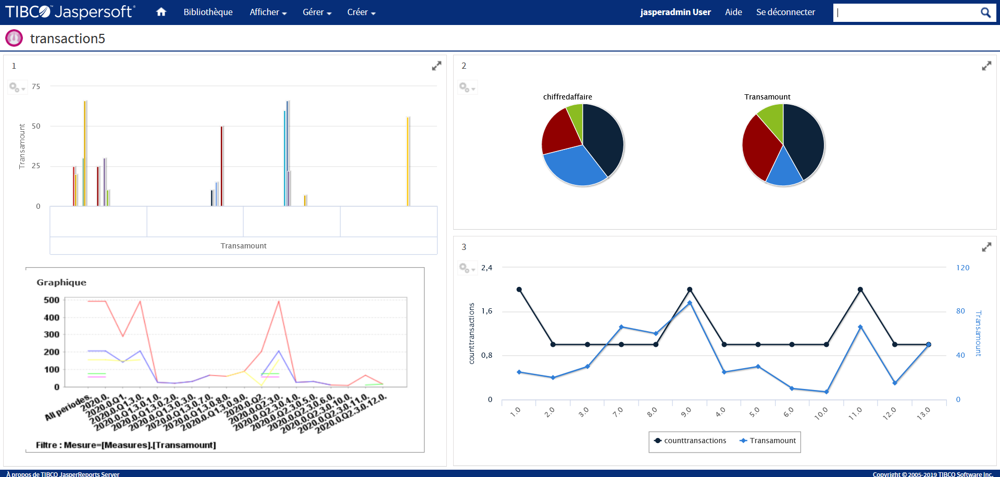 TIBCO™ Jaspersoft®
Bibliothèque
Afficher
Gérer
Créer
jasperadmin User
Aide
Se déconnecter
transaction5
1
75
50
25
0
Transamount
Transamount
Graphique
500
400
300
200
100
0
All periodes.
2020.0.
2020.0.Q1.
2020.0.Q1.3.0.
2020.0.Q1.3.0.1.0.
2020.0.Q1.3.0.2.0.
2020.0.Q1.3.0.3.0.
2020.0.Q1.3.0.7.0.
2020.0.Q1.3.0.8.0.
2020.0.Q1.3.0.9.0.
2020.0.Q2.
2020.0.Q2.3.0.
2020.0.Q2.3.0.4.0.
2020.0.Q2.3.0.5.0.
2020.0.Q2.3.0.6.0.
2020.0.Q2.3.0.10.0.
2020.0.Q2.3.0.11.0.
2020.0.Q2.3.0.12.0.
Filtre : Mesure=[Measures].[Transamount]
2
chiffredaffaire
Transamount
3
2,4
1,6
0,8
0
counttransactions
120
80
40
0
Transamount
1.0
2.0
3.0
7.0
8.0
9.0
4.0
5.0
6.0
10.0
11.0
12.0
13.0
counttransactions
Transamount
À propos de TIBCO JasperReports Server
Copyright © 2005-2019 TIBCO Software Inc.